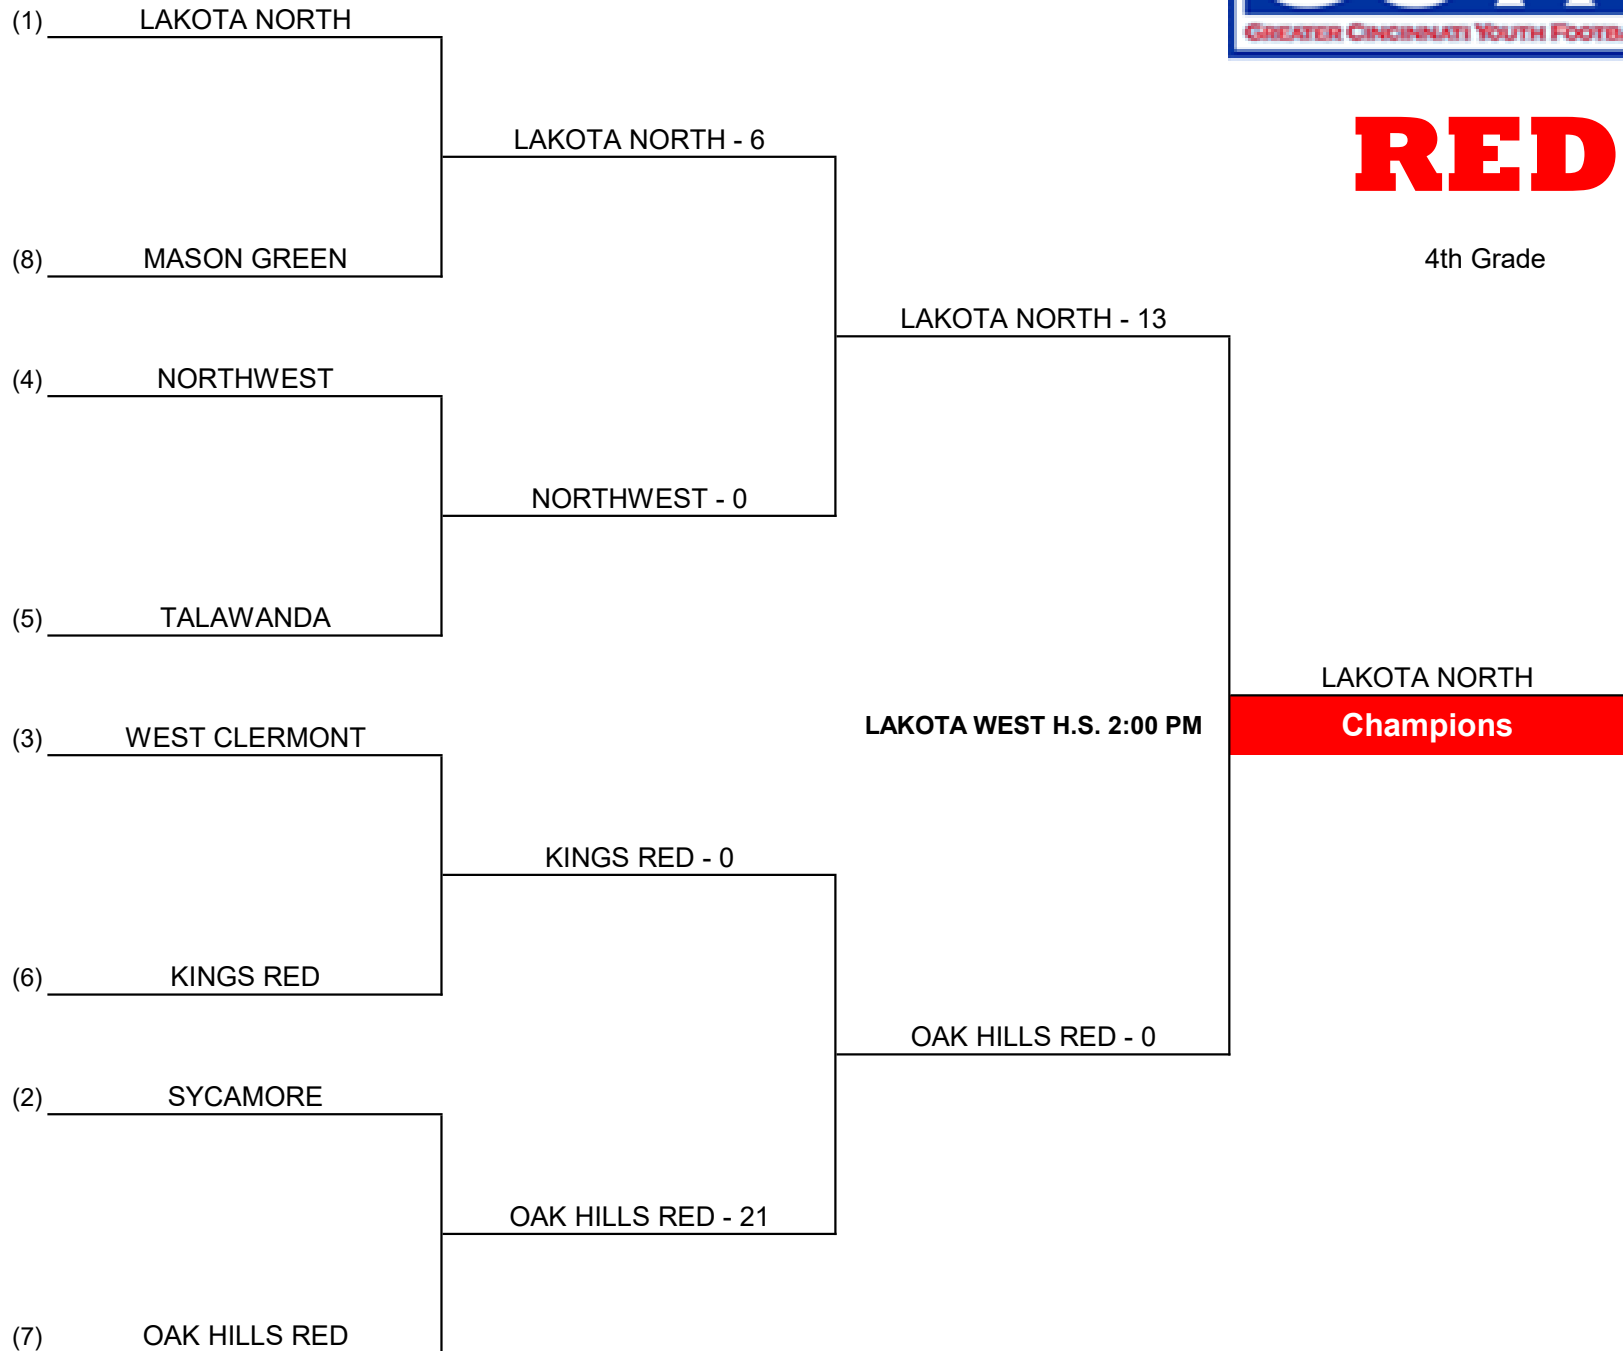 (1) LAKOTA NORTH
GREATER CINCINNATI YOUTH
RED
LAKOTA NORTH - 6
(8) MASON GREEN
4th Grade
LAKOTA NORTH - 13
(4) NORTHWEST
NORTHWEST - 0
(5) TALAWANDA
LAKOTA NORTH
LAKOTA WEST H.S. 2:00 PM
Champions
(3) WEST CLERMONT
KINGS RED - 0
(6) KINGS RED
OAK HILLS RED - 0
(2) SYCAMORE
OAK HILLS RED - 21
(7) OAK HILLS RED